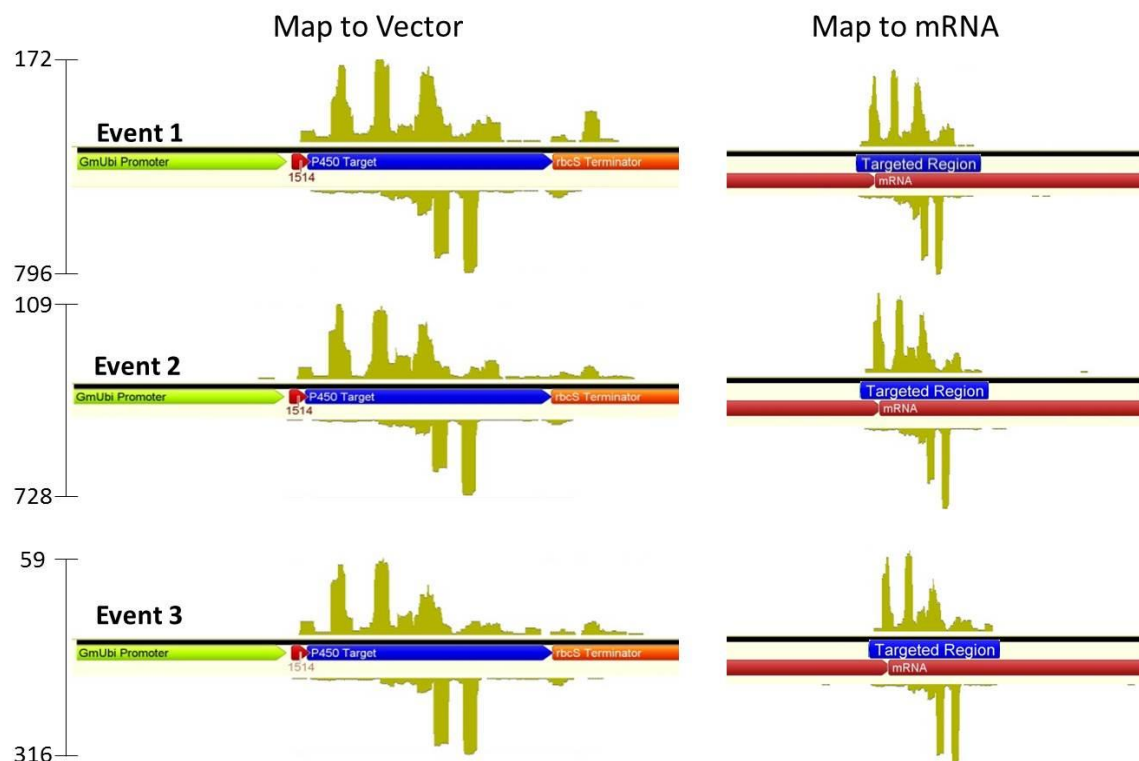 Map to Vector
Map to mRNA
172
Event 1
GmUbi Promoter
P450 Target
rbcS Terminator
1514
Targeted Region
mRNA
796
109
Event 2
GmUbi Promoter
P450 Target
rbcS Terminator
1514
Targeted Region
mRNA
728
59
Event 3
GmUbi Promoter
P450 Target
rbcS Terminator
1514
Targeted Region
mRNA
316